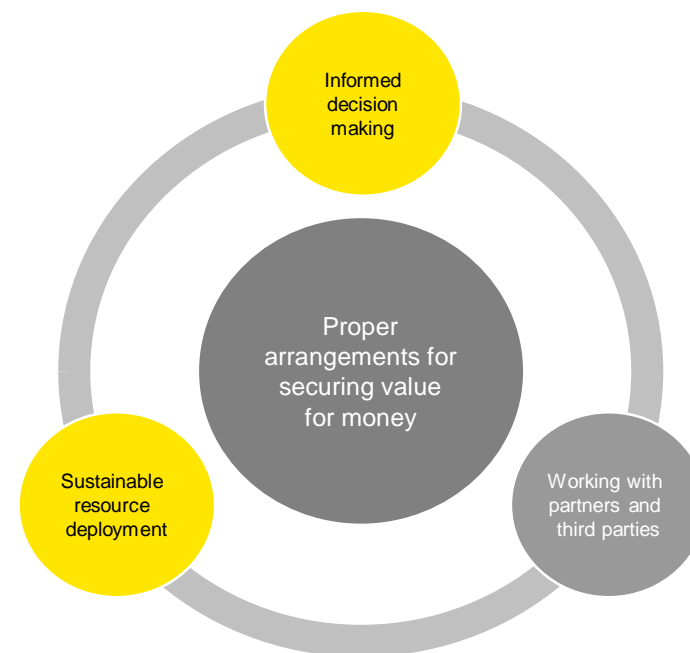 Informed
decision
making
Proper
arrangements for
securing value
for money
Sustainable
resource
deployment
Working with
partners and
third parties